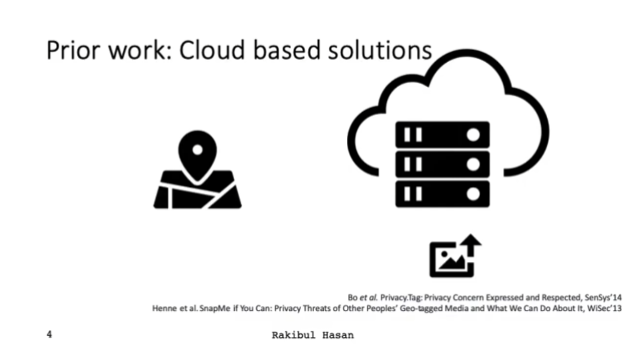 Prior work: Cloud based solutions
Bo et al. Privacy.Tag: Privacy Concern Expressed and Respected, SenSys'14
Henne et al. SnapMe if You Can: Privacy Threats of Other Peoples' Geo-tagged Media and What We Can Do About It, WiSec'13
4
Rakibul Hasan